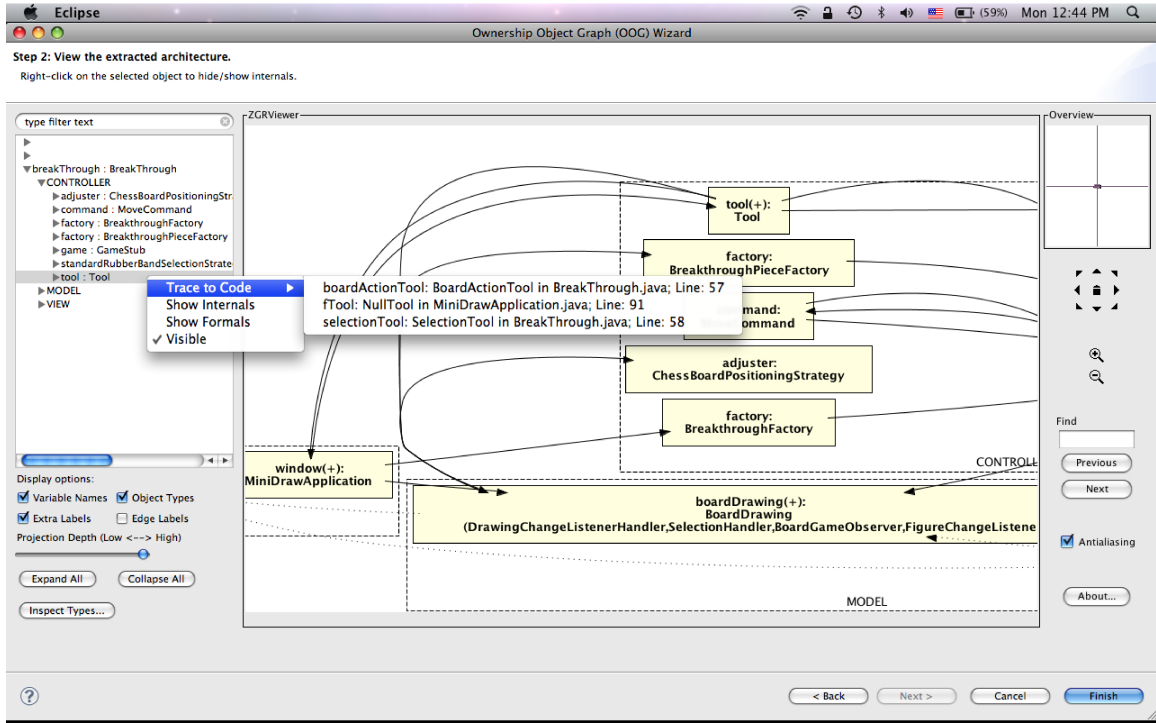 Eclipse
(59%) Mon 12:44 PM
Ownership Object Graph (OOG) Wizard
Step 2: View the extracted architecture.
Right-click on the selected object to hide/show internals.
type filter text
breakThrough : BreakThrough
CONTROLLER
adjuster : ChessBoardPositioningStr
command : MoveCommand
factory : BreakthroughFactory
factory : BreakthroughPieceFactory
game : GameStub
standardRubberBandSelectionStrate
tool : Tool
MODEL
VIEW
Trace to Code
Show Internals
Show Formals
✓ Visible
boardActionTool: BoardActionTool in BreakThrough.java; Line: 57
fTool: NullTool in MiniDrawApplication.java; Line: 91
selectionTool: SelectionTool in BreakThrough.java; Line: 58
Display options:
Variable Names
Object Types
Extra Labels
Edge Labels
Projection Depth (Low <--> High)
Expand All
Collapse All
Inspect Types...
ZGRViewer
tool(+):
Tool
factory:
BreakthroughPieceFactory
mmand:
Command
adjuster:
ChessBoardPositioningStrategy
factory:
BreakthroughFactory
CONTROLL
window(+):
MiniDrawApplication
boardDrawing(+):
BoardDrawing
(DrawingChangeListenerHandler,SelectionHandler,BoardGameObserver,FigureChangeListene
MODEL
Overview
Find
Previous
Next
Antialiasing
About...
?
< Back
Next >
Cancel
Finish